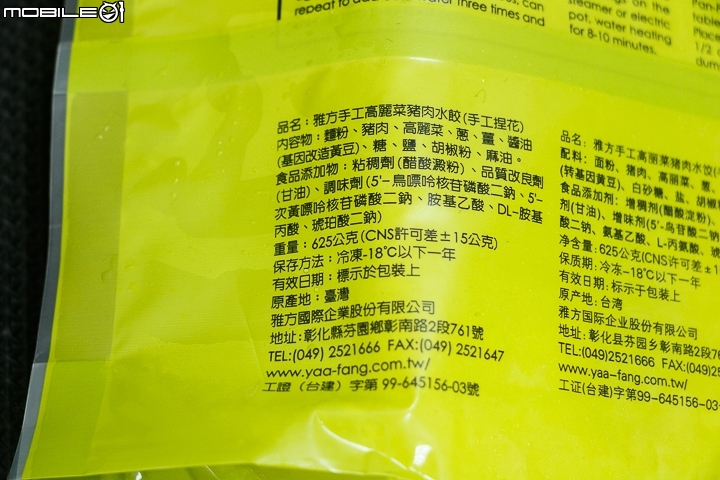 MOBILE01
repeat to add cold water three times and
can
steamer or electric
pot, water heating
for 8-10 minutes.
品名：雅方手工高麗菜豬肉水餃(手工捏花)
內容物：麵粉、豬肉、高麗菜、蔥、薑、醬油
(基因改造黃豆)、糖、鹽、胡椒粉、麻油。
食品添加物：粘稠劑(醋酸澱粉)、品質改良劑
(甘油)、調味劑(5'-鳥嘌呤核苷磷酸二鈉、5'-
次黃嘌呤核苷磷酸二鈉、胺基乙酸、DL-胺基
丙酸、琥珀酸二鈉)
重量：625公克(CNS許可差±15公克)
保存方法：冷凍-18℃以下一年
有效日期：標示於包裝上
原產地：臺灣
雅方國際企業股份有限公司
地址：彰化縣芬園鄉彰南路2段761號
TEL:(049) 2521666 FAX:(049) 2521647
www.yaa-fang.com.tw/
工證（台建）字第 99-645156-03號
品名：雅方手工高丽菜猪肉水饺
配料：面粉、猪肉、高丽菜、葱
(转基因黄豆)、白砂糖、盐、胡椒
食品添加剂：增稠剂(醋酸淀粉)、
剂(甘油)、增味剂(5'-鸟苷酸二钠
酸二钠、氨基乙酸、L-丙氨酸、琥
净含量：625公克(CNS许可差±15
保质期：冷冻-18℃以下一年
有效日期：标示于包装上
原产地：台湾
雅方国际企业股份有限公司
地址：彰化县芬园乡彰南路2段
TEL:(049)2521666 FAX:(049)
www.yaa-fang.com.tw/
工证(台建)字第99-645156-03